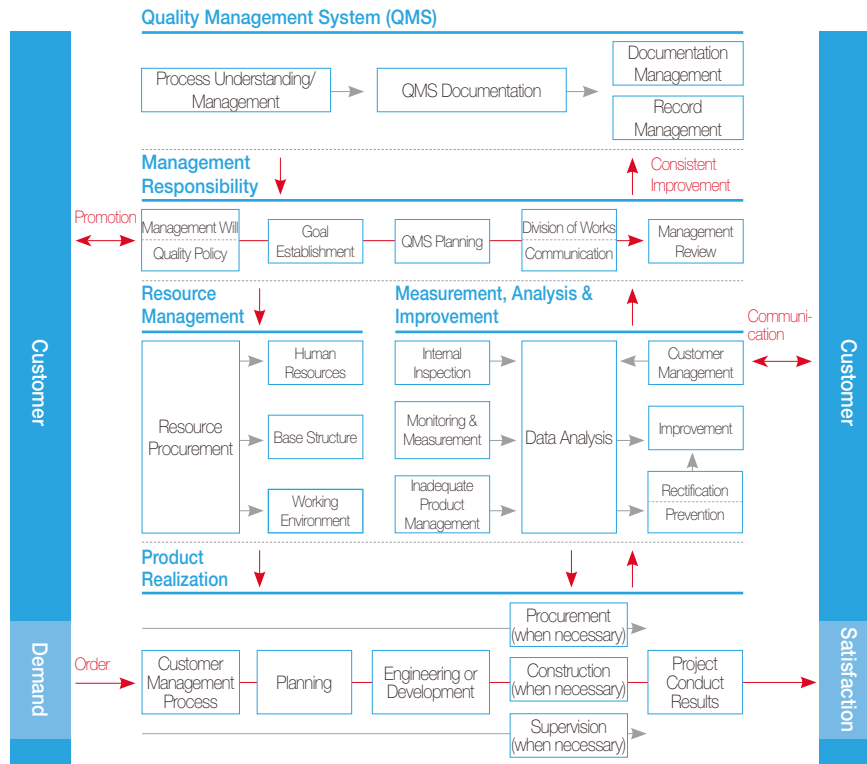 Quality Management System (QMS)
Process Understanding/
Management
QMS Documentation
Documentation
Management
Record
Management
Management
Responsibility
Consistent
Improvement
Promotion
Management Will
Quality Policy
Goal
Establishment
QMS Planning
Division of Works
Communication
Management
Review
Resource
Management
Measurement, Analysis &
Improvement
Communi-
cation
Customer
Customer
Resource
Procurement
Human
Resources
Base Structure
Working
Environment
Internal
Inspection
Monitoring &
Measurement
Inadequate
Product
Management
Data Analysis
Customer
Management
Improvement
Rectification
Prevention
Product
Realization
Demand
Order
Customer
Management
Process
Planning
Engineering or
Development
Procurement
(when necessary)
Construction
(when necessary)
Supervision
(when necessary)
Project
Conduct
Results
Satisfaction